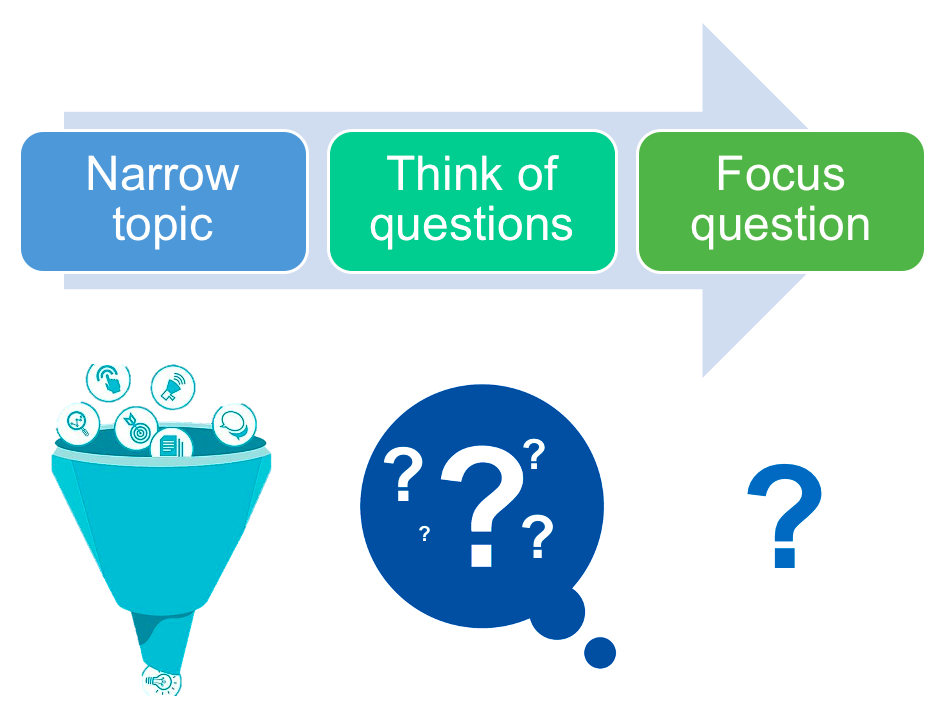 Narrow
topic
Think of
questions
Focus
question
? ? ?
? ?
?